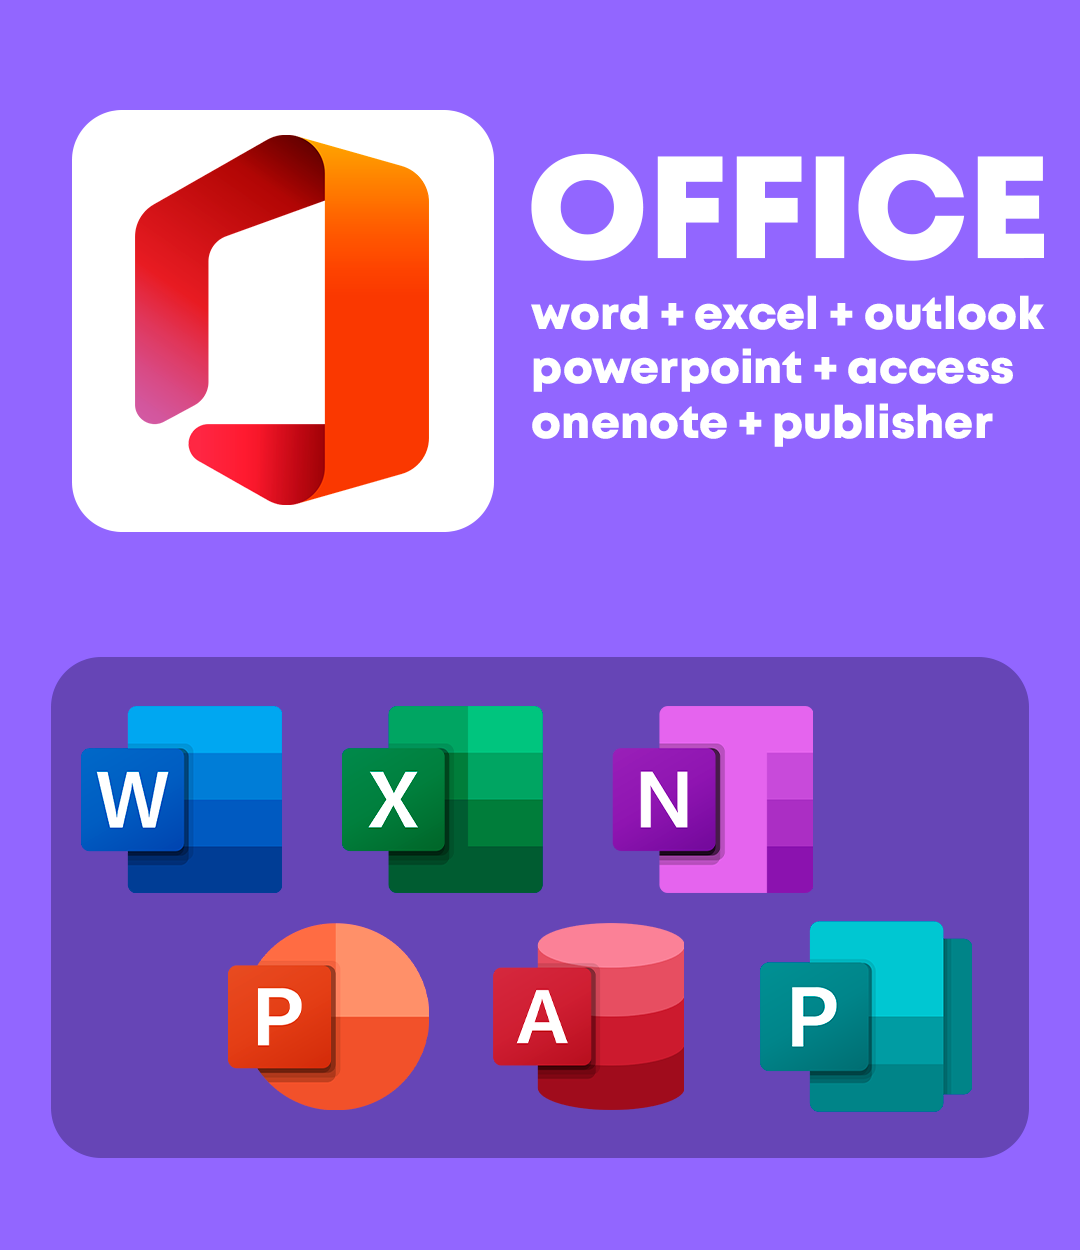 OFFICE
word + excel + outlook
powerpoint + access
onenote + publisher
W X N
P A P